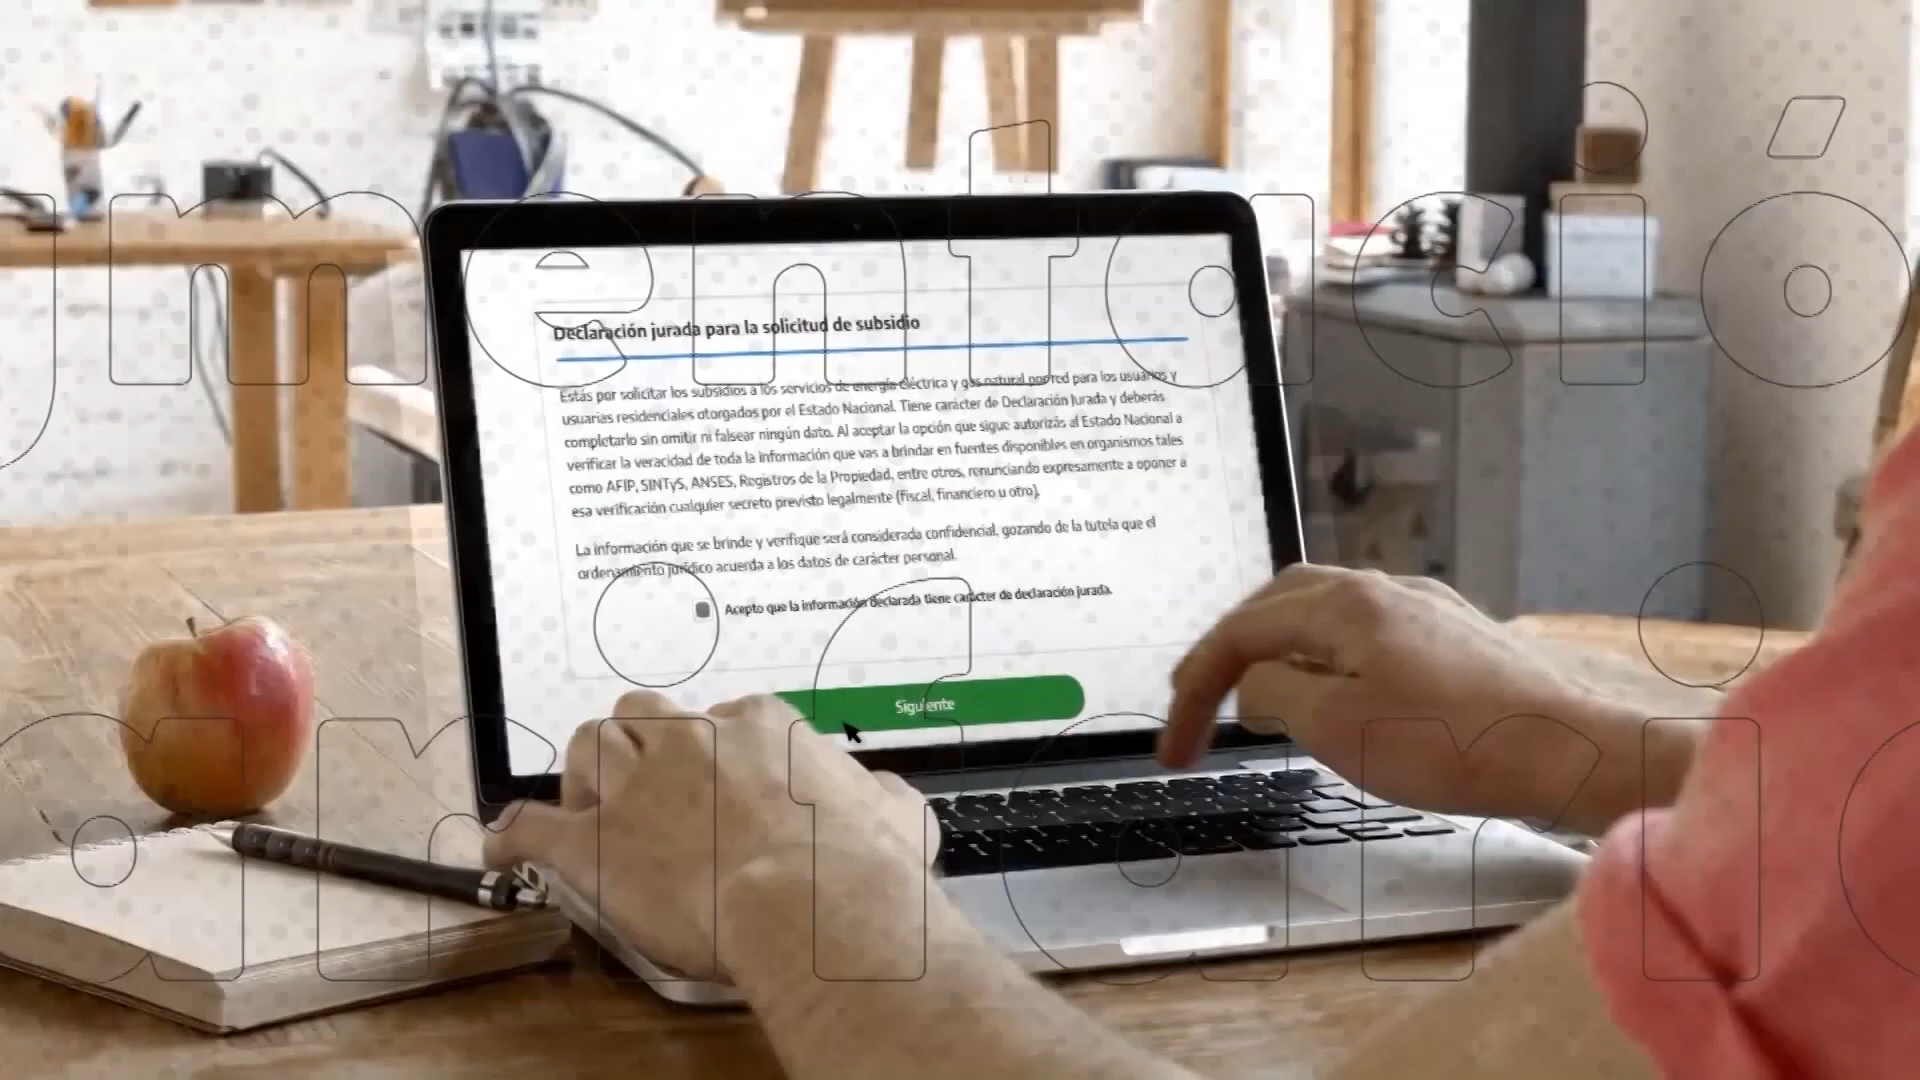 Declaración jurada para la solicitud de subsidio
Estás por solicitar los subsidios a los servicios de energía eléctrica y gas natural por red para los usuarios y
usuarias residenciales otorgados por el Estado Nacional. Tiene carácter de Declaración Jurada y deberás
completarlo sin omitir ni falsear ningún dato. Al aceptar la opción que sigue autorizás al Estado Nacional a
verificar la veracidad de toda la información que vas a brindar en fuentes disponibles en organismos tales
como AFIP, SINTyS, ANSES, Registros de la Propiedad, entre otros, renunciando expresamente a oponer a
esa verificación cualquier secreto previsto legalmente (fiscal, financiero u otro).
La información que se brinde y verifique será considerada confidencial, gozando de la tutela que el
ordenamiento jurídico acuerda a los datos de carácter personal.
Acepto que la información declarada tiene carácter de declaración jurada.
Siguiente
gmentació